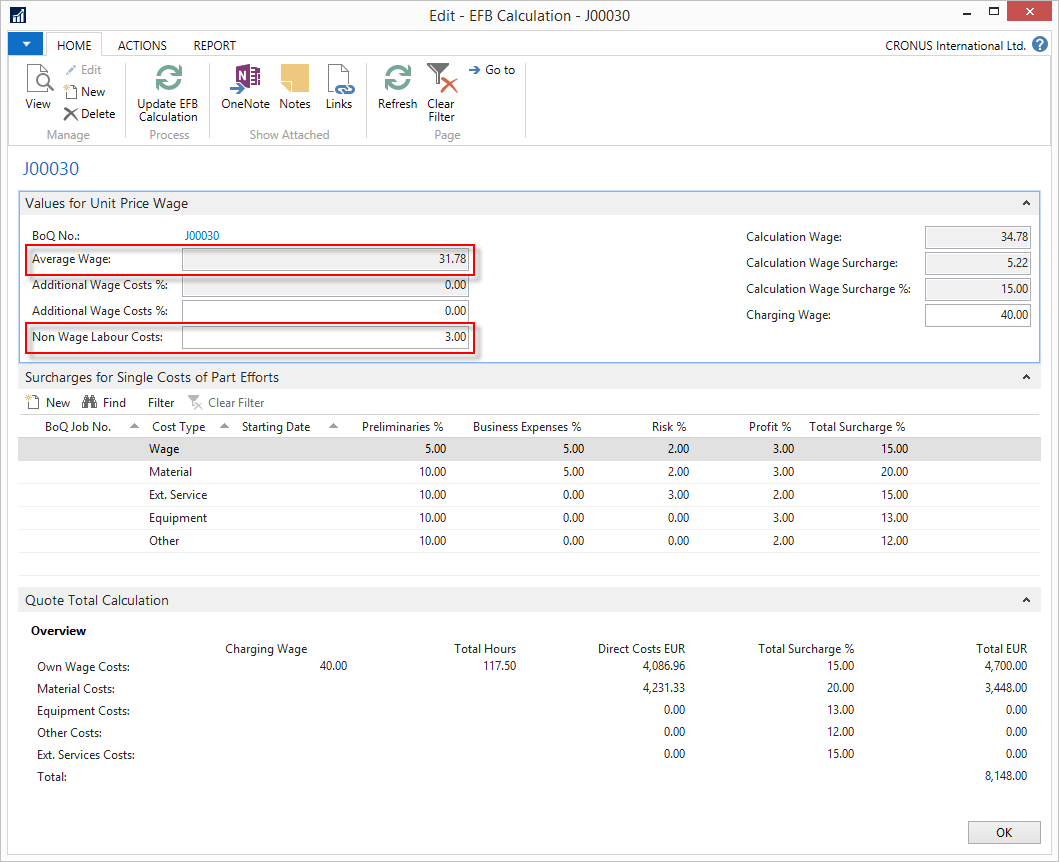 Edit - EFB Calculation - J00030
HOME ACTIONS REPORT CRONUS International Ltd. ?
View Edit New Delete Update EFB Calculation OneNote Notes Links Refresh Clear Filter Go to
Manage Process Show Attached Page
J00030
Values for Unit Price Wage
BoQ No.: J00030 Calculation Wage: 34.78
Average Wage: 31.78 Calculation Wage Surcharge: 5.22
Additional Wage Costs %: 0.00 Calculation Wage Surcharge %: 15.00
Additional Wage Costs %: 0.00 Charging Wage: 40.00
Non Wage Labour Costs: 3.00
Surcharges for Single Costs of Part Efforts
New Find Filter Clear Filter
BoQ Job No. Cost Type Starting Date Preliminaries % Business Expenses % Risk % Profit % Total Surcharge %
Wage 5.00 5.00 2.00 3.00 15.00
Material 10.00 5.00 2.00 3.00 20.00
Ext. Service 10.00 0.00 3.00 2.00 15.00
Equipment 10.00 0.00 0.00 3.00 13.00
Other 10.00 0.00 0.00 2.00 12.00
Quote Total Calculation
Overview
Charging Wage Total Hours Direct Costs EUR Total Surcharge % Total EUR
Own Wage Costs: 40.00 117.50 4,086.96 15.00 4,700.00
Material Costs: 4,231.33 20.00 3,448.00
Equipment Costs: 0.00 13.00 0.00
Other Costs: 0.00 12.00 0.00
Ext. Services Costs: 0.00 15.00 0.00
Total: 8,148.00
OK